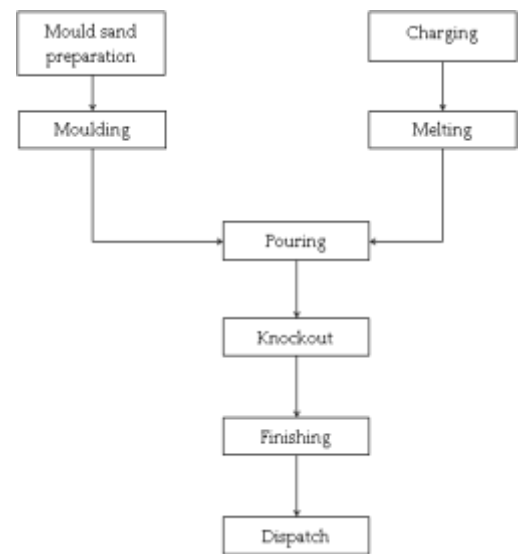 Mould sand
preparation
Charging
Moulding
Melting
Pouring
Knockout
Finishing
Dispatch